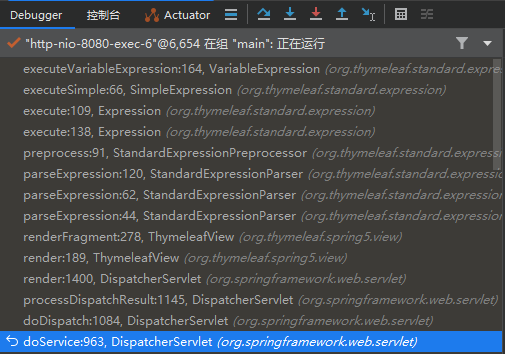 Debugger 控制台 Actuator
"http-nio-8080-exec-6"@6,654 在组 "main": 正在运行
executeVariableExpression:164, VariableExpression (org.thymeleaf.standard.expres
executeSimple:66, SimpleExpression (org.thymeleaf.standard.expression)
execute:109, Expression (org.thymeleaf.standard.expression)
execute:138, Expression (org.thymeleaf.standard.expression)
preprocess:91, StandardExpressionPreprocessor (org.thymeleaf.standard.expression
parseExpression:120, StandardExpressionParser (org.thymeleaf.standard.expression)
parseExpression:62, StandardExpressionParser (org.thymeleaf.standard.expression)
parseExpression:44, StandardExpressionParser (org.thymeleaf.standard.expression)
renderFragment:278, ThymeleafView (org.thymeleaf.spring5.view)
render:189, ThymeleafView (org.thymeleaf.spring5.view)
render:1400, DispatcherServlet (org.springframework.web.servlet)
processDispatchResult:1145, DispatcherServlet (org.springframework.web.servlet)
doDispatch:1084, DispatcherServlet (org.springframework.web.servlet)
doService:963, DispatcherServlet (org.springframework.web.servlet)